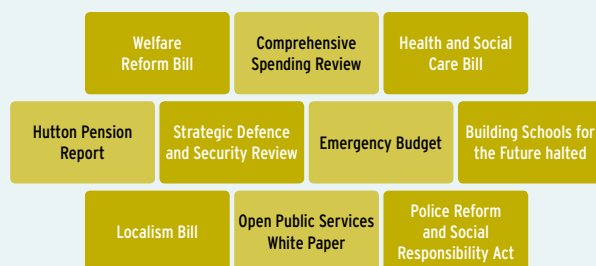 Welfare
Reform Bill
Comprehensive
Spending Review
Health and Social
Care Bill
Hutton Pension
Report
Strategic Defence
and Security Review
Emergency Budget
Building Schools for
the Future halted
Localism Bill
Open Public Services
White Paper
Police Reform
and Social
Responsibility Act